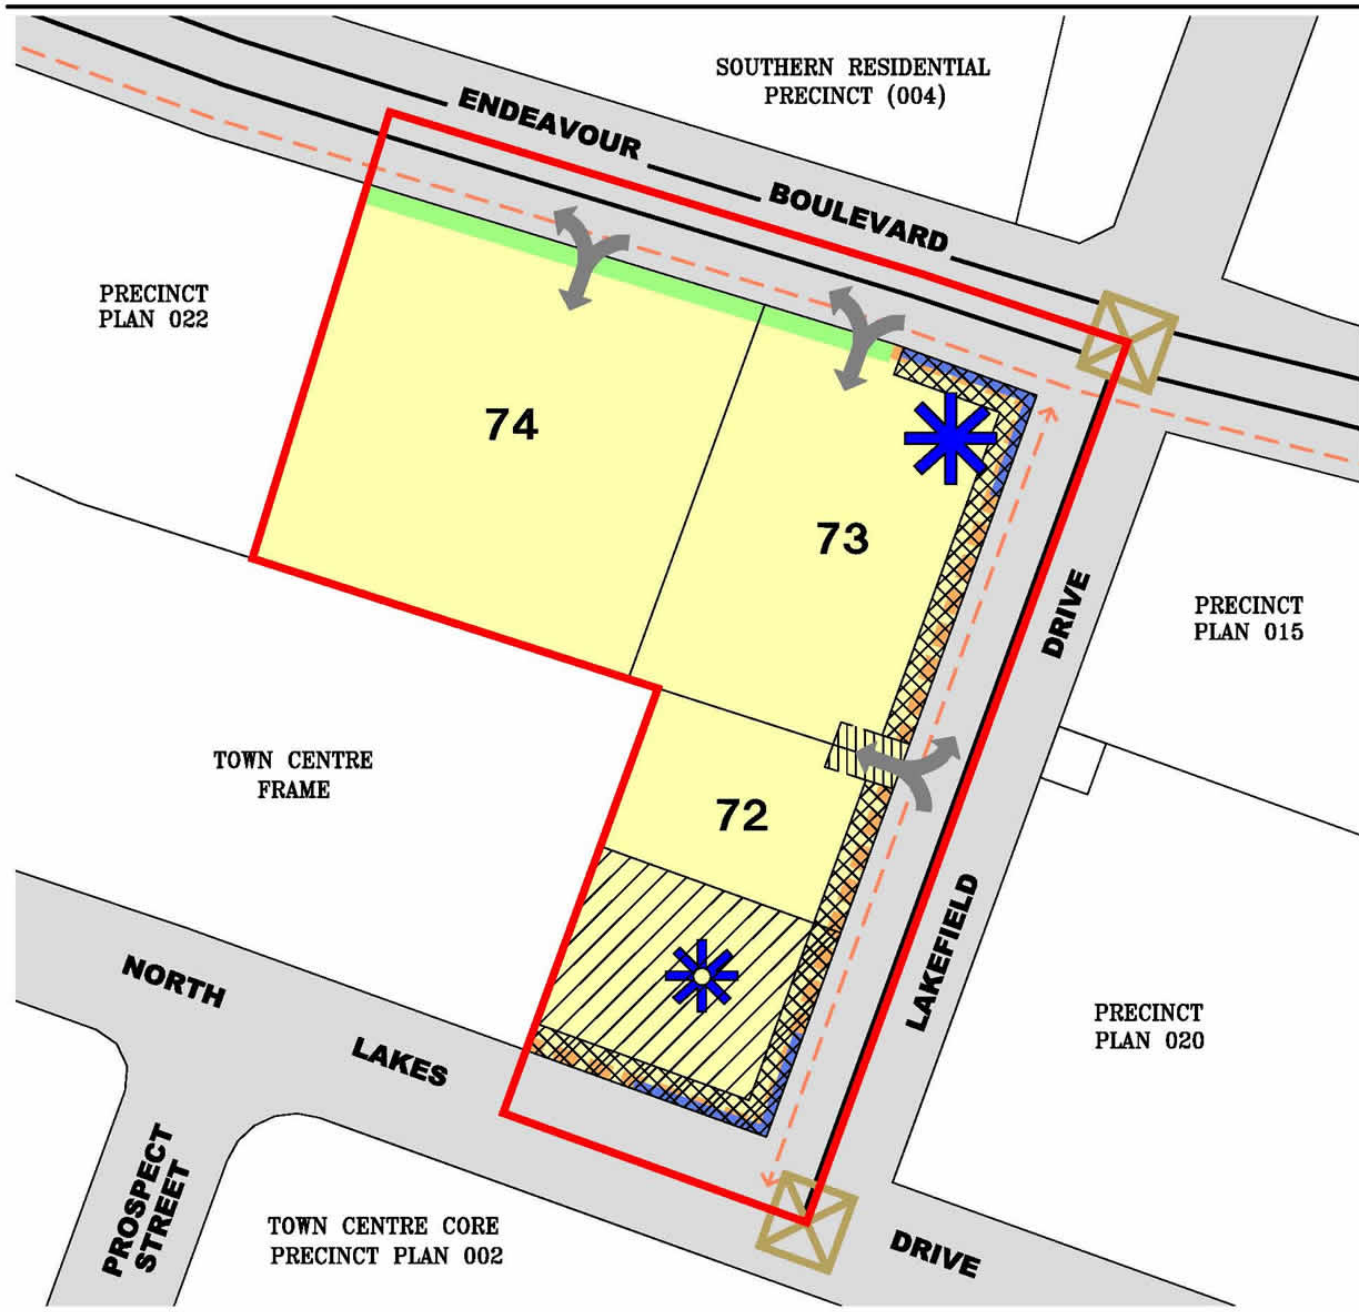 SOUTHERN RESIDENTIAL
PRECINCT (004)
ENDEAVOUR
BOULEVARD
PRECINCT
PLAN 022
74
73
DRIVE
PRECINCT
PLAN 015
TOWN CENTRE
FRAME
72
LAKEFIELD
NORTH
LAKES
PRECINCT
PLAN 020
PROSPECT
STREET
TOWN CENTRE CORE
PRECINCT PLAN 002
DRIVE